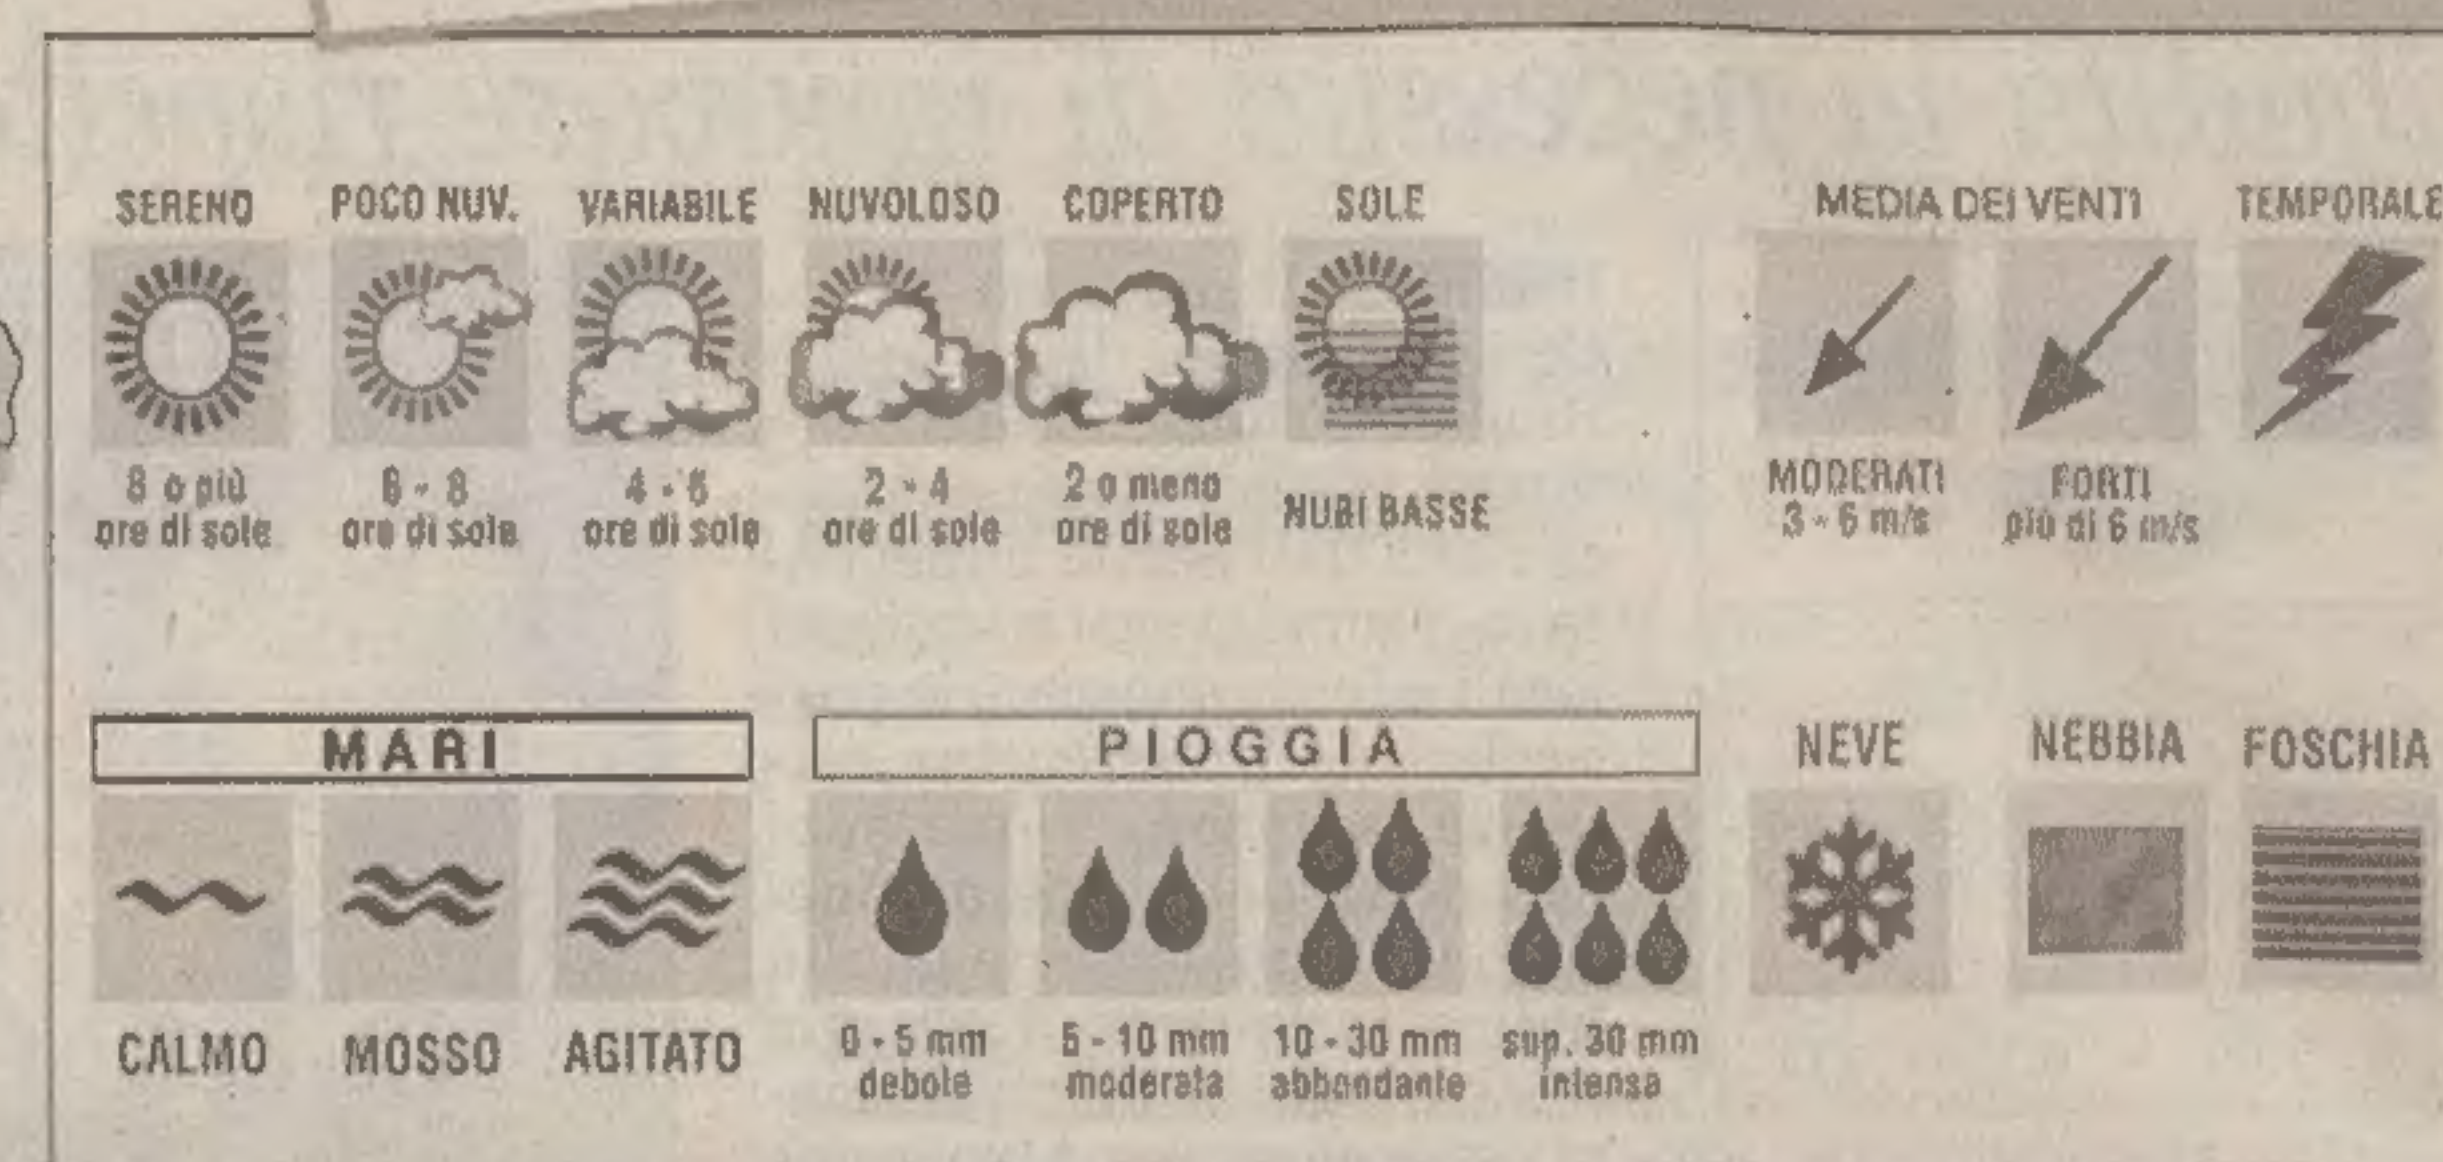 SERENO POCO NUV. VARIABILE NUVOLOSO COPERTO SOLE MEDIA DEI VENTI TEMPORALE
8 o più 6 - 8 4 - 6 2 - 4 2 o meno
ore di sole ore di sole ore di sole ore di sole ore di sole NUBI BASSE
MODERATI FORTI
3 - 6 m/s più di 6 m/s
MARI PIOGGIA NEVE NEBBIA FOSCHIA
CALMO MOSSO AGITATO
0 - 5 mm 5 - 10 mm 10 - 30 mm sup. 30 mm
debole moderata abbondante intensa